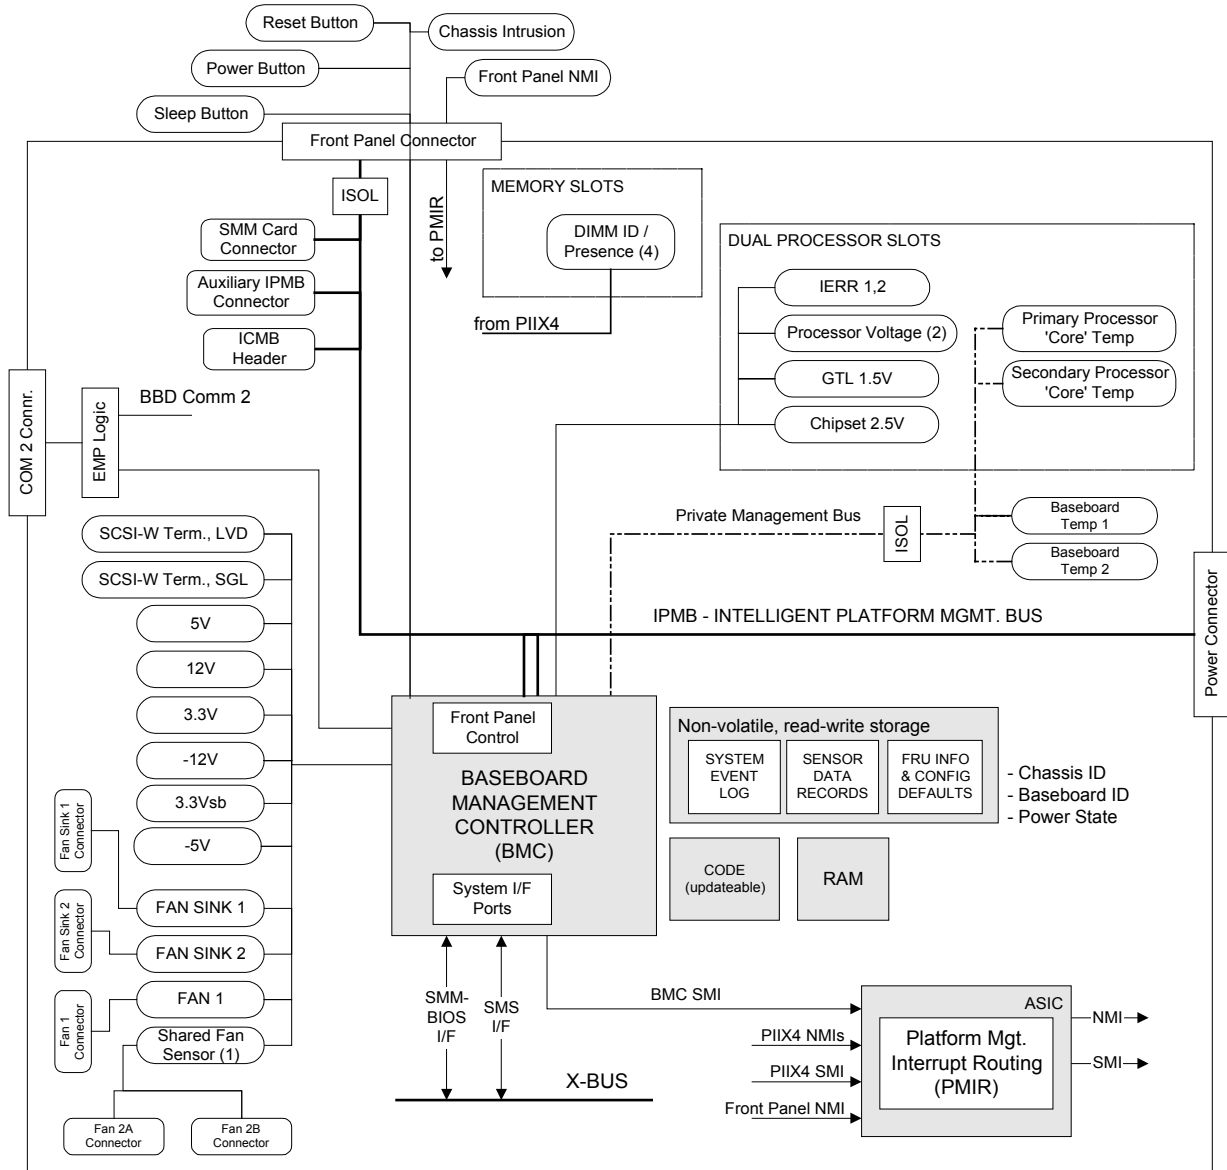 Reset Button
Chassis Intrusion
Power Button
Front Panel NMI
Sleep Button
Front Panel Connector
ISOL
to PMIR
MEMORY SLOTS
DIMM ID /
Presence (4)
from PIIX4
SMM Card
Connector
Auxiliary IPMB
Connector
ICMB
Header
DUAL PROCESSOR SLOTS
IERR 1,2
Processor Voltage (2)
GTL 1.5V
Chipset 2.5V
Primary Processor
'Core' Temp
Secondary Processor
'Core' Temp
COM 2 Connr.
EMP Logic
BBD Comm 2
Private Management Bus
ISOL
Baseboard
Temp 1
Baseboard
Temp 2
Power Connector
IPMB - INTELLIGENT PLATFORM MGMT. BUS
SCSI-W Term., LVD
SCSI-W Term., SGL
5V
12V
3.3V
-12V
3.3Vsb
-5V
FAN SINK 1
FAN SINK 2
FAN 1
Shared Fan
Sensor (1)
Fan Sink 1
Connector
Fan Sink 2
Connector
Fan 1
Connector
Fan 2A
Connector
Fan 2B
Connector
Front Panel
Control
BASEBOARD
MANAGEMENT
CONTROLLER
(BMC)
System I/F
Ports
Non-volatile, read-write storage
SYSTEM
EVENT
LOG
SENSOR
DATA
RECORDS
FRU INFO
& CONFIG
DEFAULTS
- Chassis ID
- Baseboard ID
- Power State
CODE
(updateable)
RAM
SMM-
BIOS
I/F
SMS
I/F
X-BUS
BMC SMI
PIIX4 NMIs
PIIX4 SMI
Front Panel NMI
ASIC
Platform Mgt.
Interrupt Routing
(PMIR)
NMI
SMI